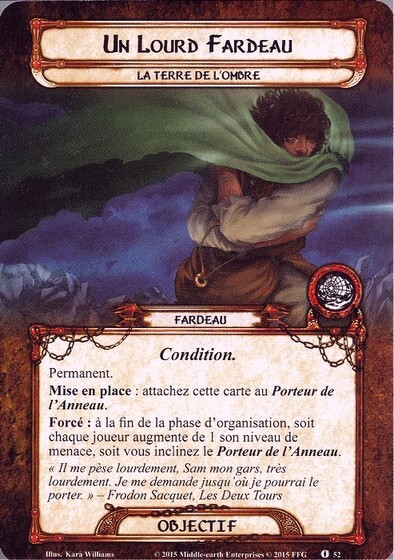 Un Lourd Fardeau
La Terre de l'Ombre
Fardeau
Condition.
Permanent.
Mise en place : attachez cette carte au Porteur de
l'Anneau.
Forcé : à la fin de la phase d'organisation, soit
chaque joueur augmente de 1 son niveau de
menace, soit vous inclinez le Porteur de l'Anneau.
« Il me pèse lourdement, Sam mon gars, très
lourdement. Je me demande jusqu'où je pourrai le
porter. » – Frodon Sacquet, Les Deux Tours
OBJECTIF
Illus. Kara Williams © 2015 Middle-earth Enterprises © 2015 FFG 52